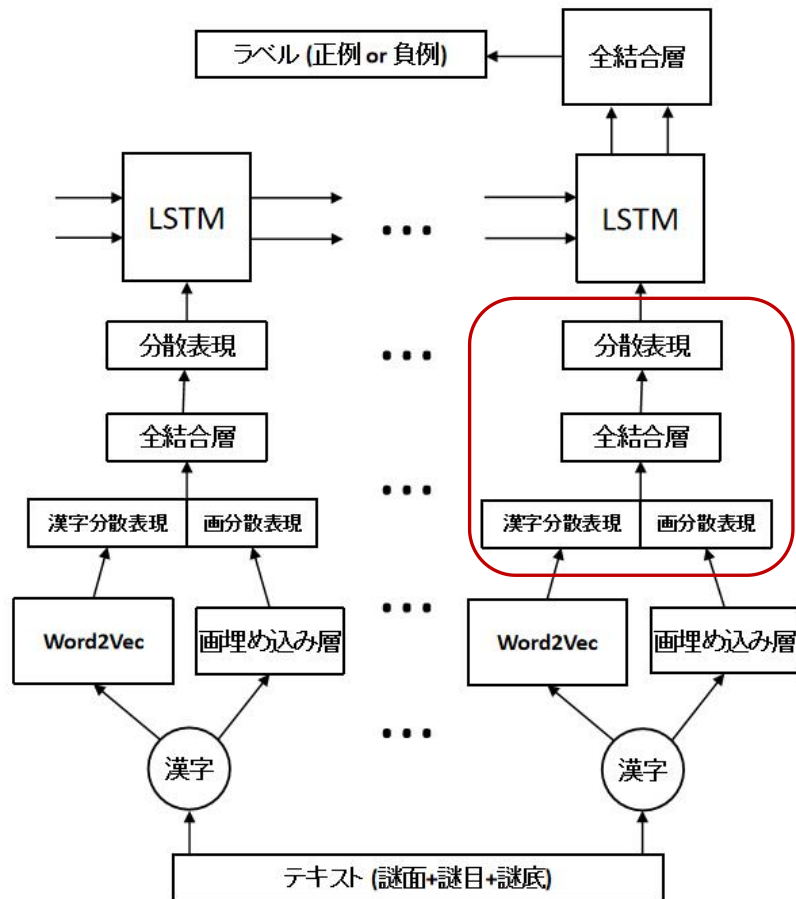 ラベル (正例 or 負例)
全結合層
LSTM
• • •
LSTM
分散表現
• • •
分散表現
全結合層
全結合層
漢字分散表現
画分散表現
• • •
漢字分散表現
画分散表現
Word2Vec
画埋め込み層
• • •
Word2Vec
画埋め込み層
漢字
• • •
漢字
テキスト (謎面+謎目+謎底)